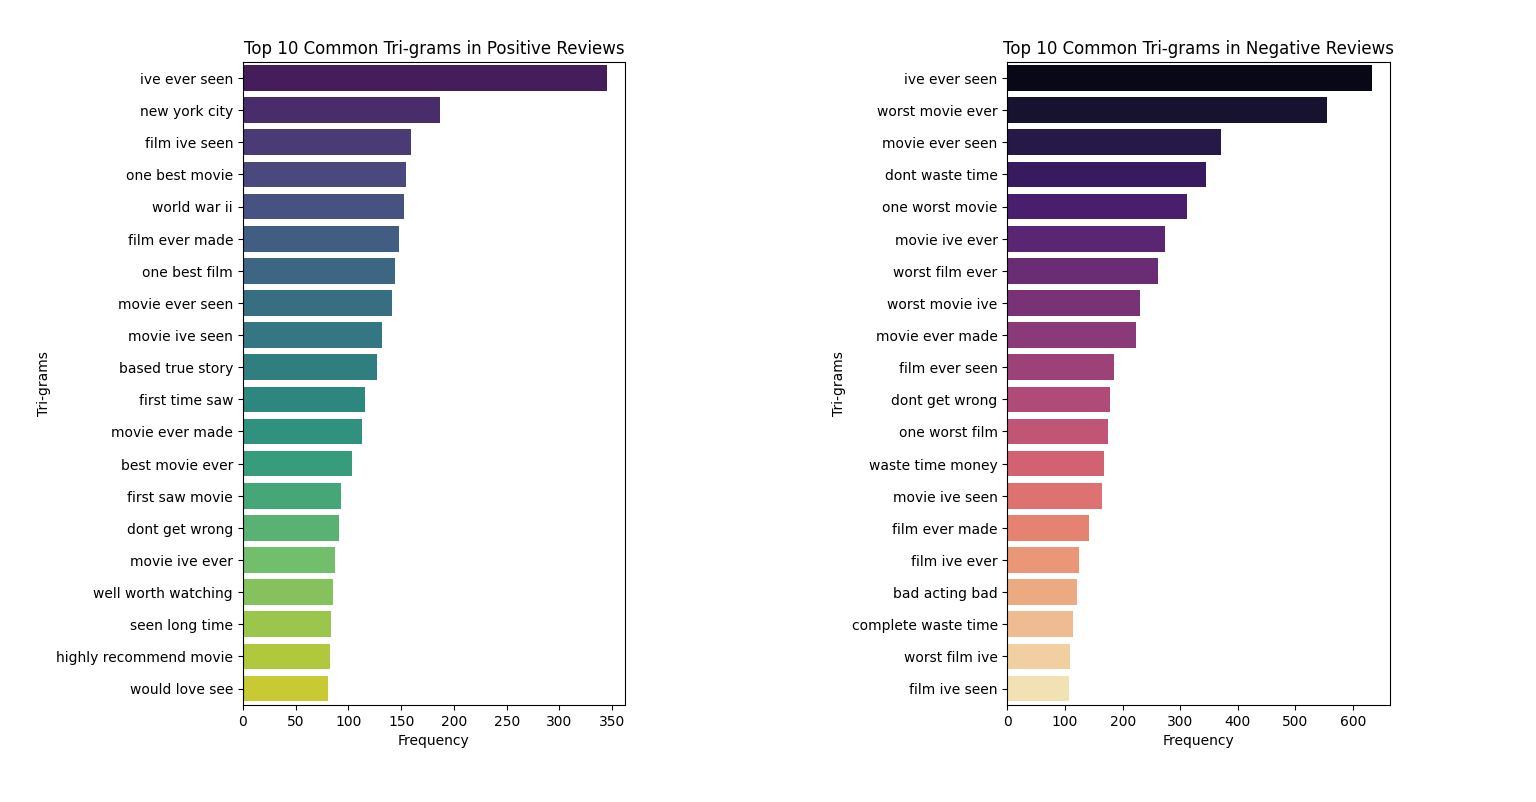 Top 10 Common Tri-grams in Positive Reviews
ive ever seen
new york city
film ive seen
one best movie
world war ii
film ever made
one best film
movie ever seen
movie ive seen
based true story
first time saw
movie ever made
best movie ever
first saw movie
dont get wrong
movie ive ever
well worth watching
seen long time
highly recommend movie
would love see
Tri-grams
0 50 100 150 200 250 300 350
Frequency
Top 10 Common Tri-grams in Negative Reviews
ive ever seen
worst movie ever
movie ever seen
dont waste time
one worst movie
movie ive ever
worst film ever
worst movie ive
movie ever made
film ever seen
dont get wrong
one worst film
waste time money
movie ive seen
film ever made
film ive ever
bad acting bad
complete waste time
worst film ive
film ive seen
Tri-grams
0 100 200 300 400 500 600
Frequency